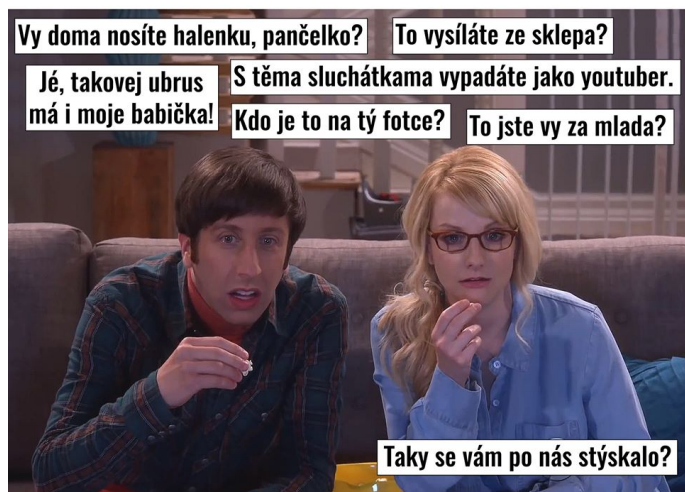 Vy doma nosíte halenku, pančelko?
To vysíláte ze sklepa?
Jé, takovej ubrus
má i moje babička!
S těma sluchátkama vypadáte jako youtuber.
Kdo je to na tý fotce?
To jste vy za mlada?
Taky se vám po nás stýskalo?